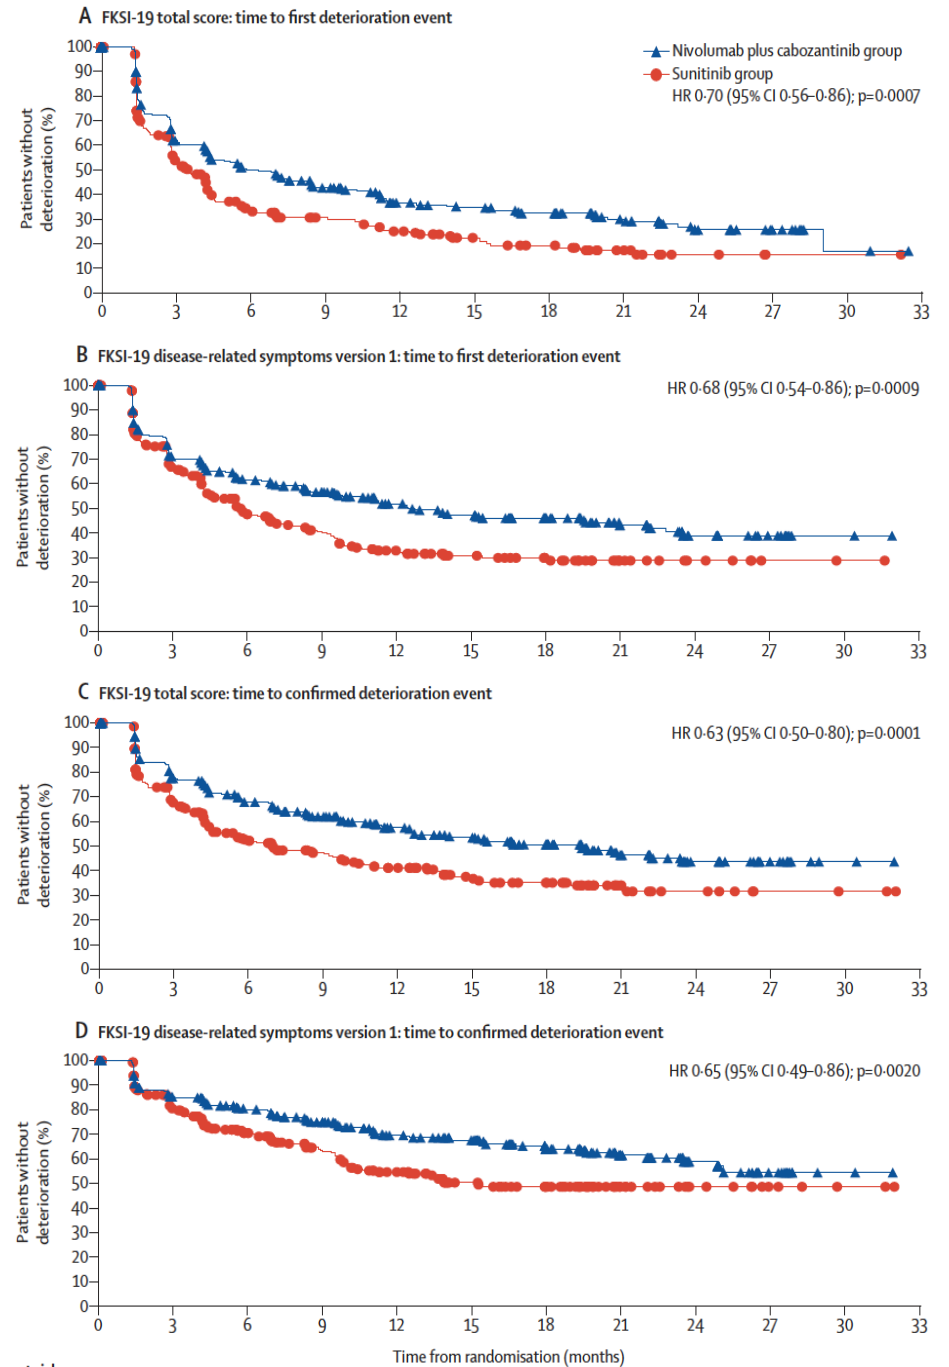 A FKSI-19 total score: time to first deterioration event
Nivolumab plus cabozantinib group
Sunitinib group
HR 0·70 (95% CI 0·56–0·86); p=0·0007
Patients without
deterioration (%)
100
90
80
70
60
50
40
30
20
10
0
0 3 6 9 12 15 18 21 24 27 30 33
B FKSI-19 disease-related symptoms version 1: time to first deterioration event
HR 0·68 (95% CI 0·54–0·86); p=0·0009
Patients without
deterioration (%)
100
90
80
70
60
50
40
30
20
10
0
0 3 6 9 12 15 18 21 24 27 30 33
C FKSI-19 total score: time to confirmed deterioration event
HR 0·63 (95% CI 0·50–0·80); p=0·0001
Patients without
deterioration (%)
100
90
80
70
60
50
40
30
20
10
0
0 3 6 9 12 15 18 21 24 27 30 33
D FKSI-19 disease-related symptoms version 1: time to confirmed deterioration event
HR 0·65 (95% CI 0·49–0·86); p=0·0020
Patients without
deterioration (%)
100
90
80
70
60
50
40
30
20
10
0
0 3 6 9 12 15 18 21 24 27 30 33
Time from randomisation (months)